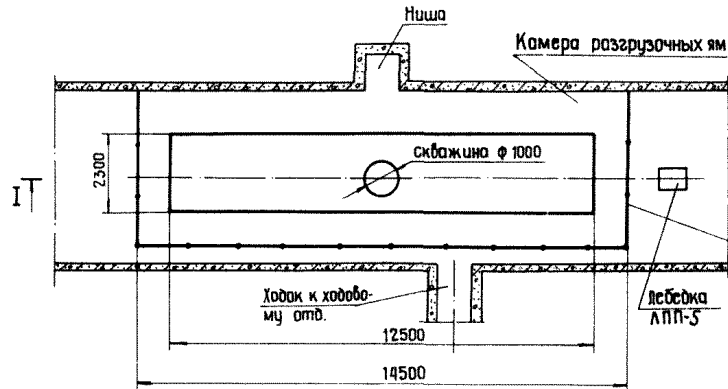 Ниша
Камера разгрузочных ям
скважина ф 1000
2300
I
Ходок к ходово-
му отд.
Лебедка
ЛПП-5
12500
14500